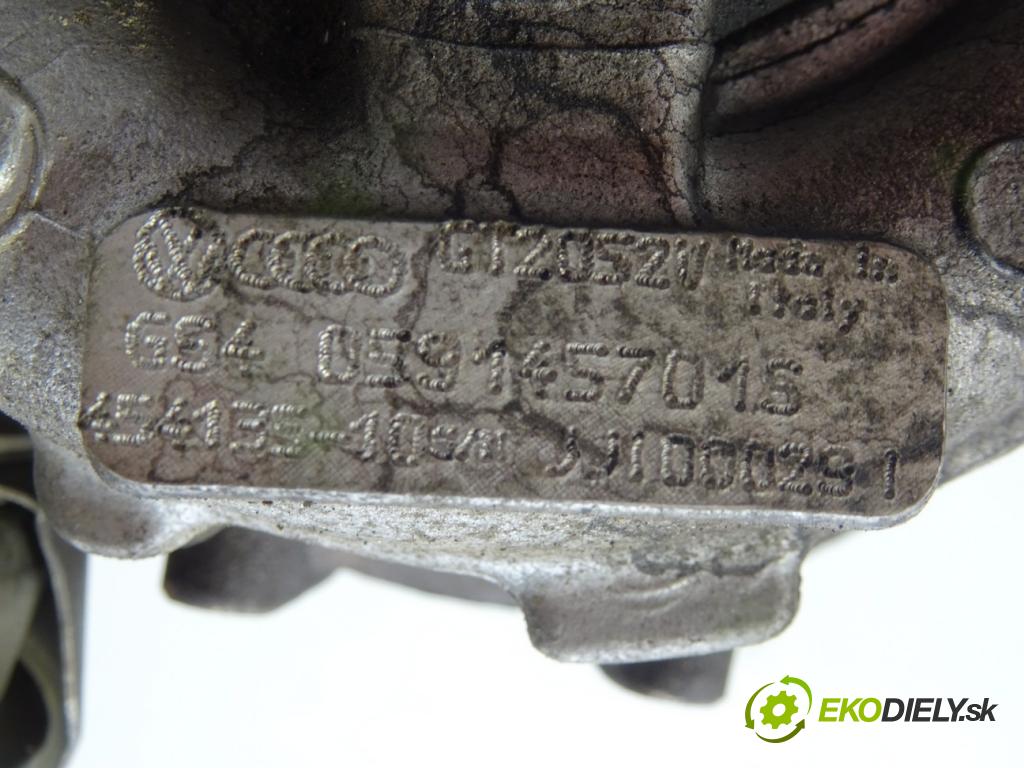 GT2052V Made in
Italy
G64 059145701S
454135-10 JJ1000291
EKODIELY.sk